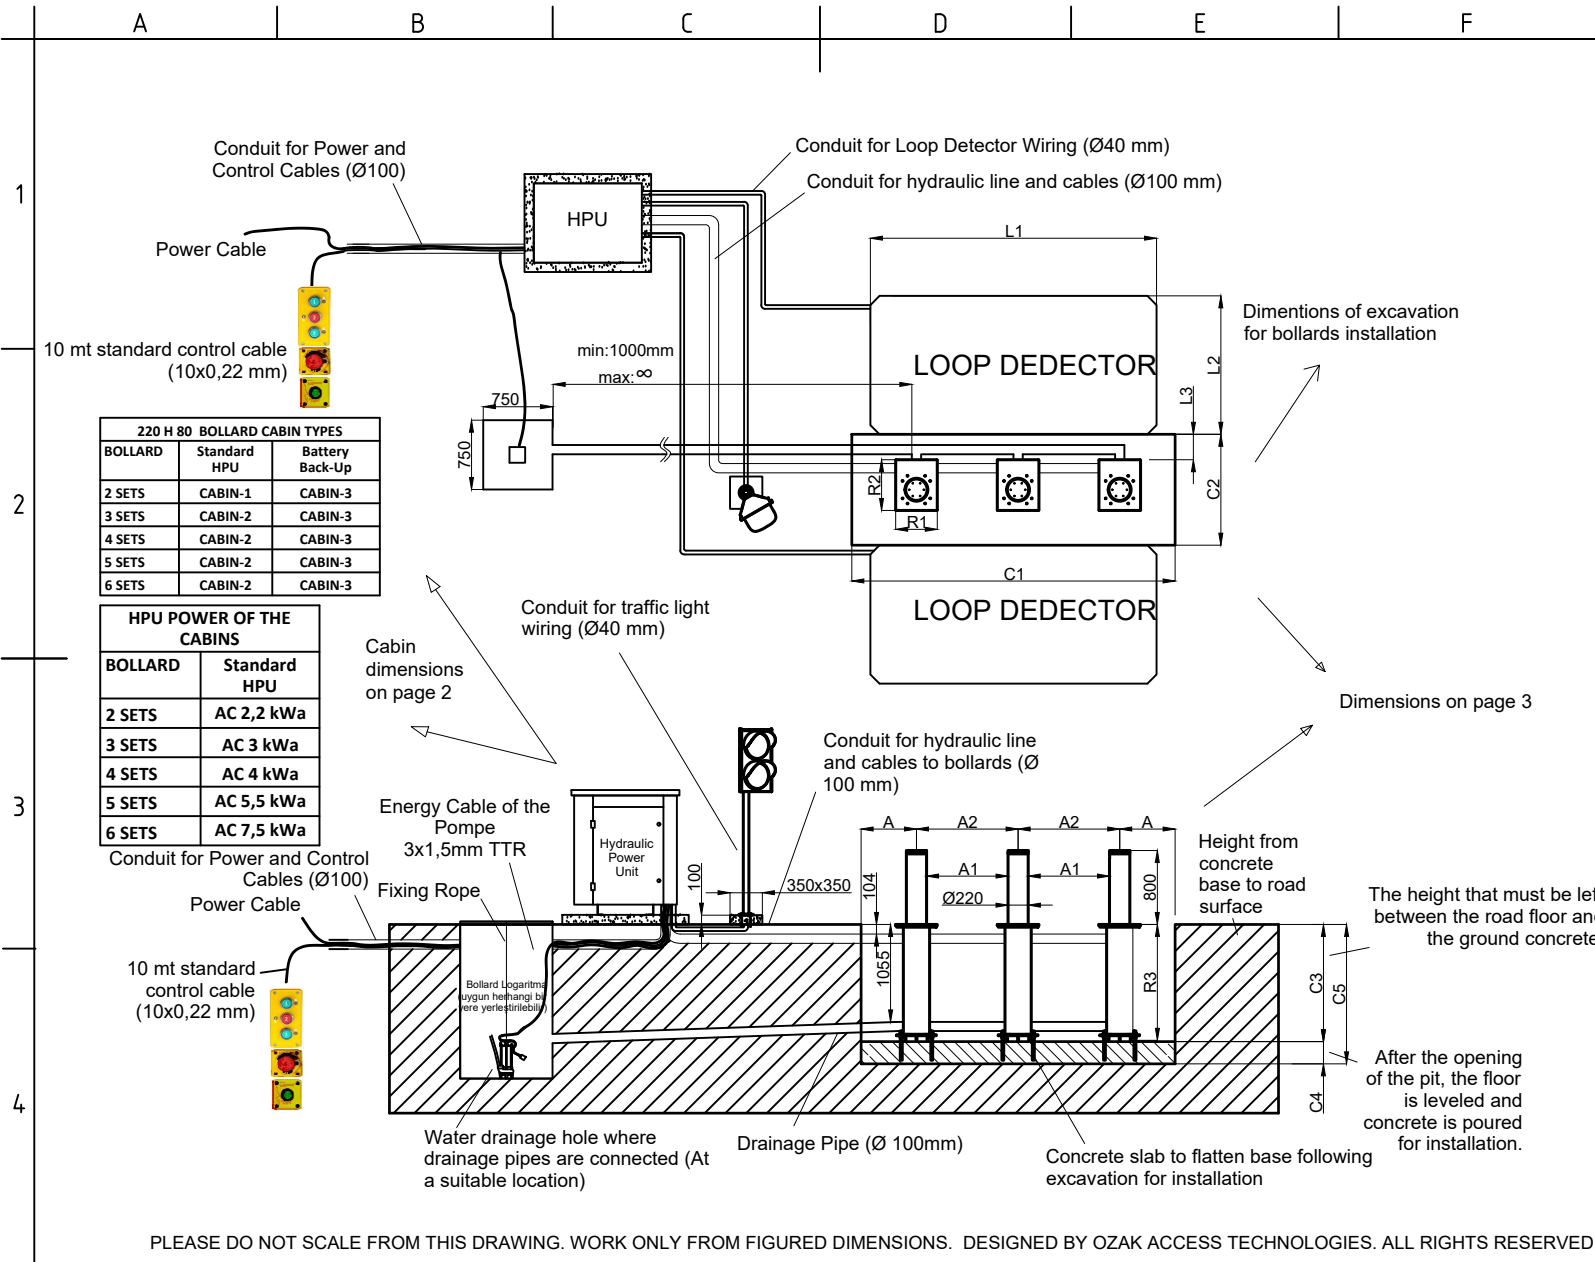 A B C D E F
1
2
3
4
Conduit for Power and
Control Cables (Ø100)
Power Cable
10 mt standard control cable
(10x0,22 mm)
HPU
Conduit for Loop Detector Wiring (Ø40 mm)
Conduit for hydraulic line and cables (Ø100 mm)
L1
LOOP DEDECTOR
L2
L3
Dimentions of excavation
for bollards installation
min:1000mm
max:∞
750
750
R2
R1
C2
C1
LOOP DEDECTOR
220 H 80 BOLLARD CABIN TYPES
BOLLARD Standard HPU Battery Back-Up
2 SETS CABIN-1 CABIN-3
3 SETS CABIN-2 CABIN-3
4 SETS CABIN-2 CABIN-3
5 SETS CABIN-2 CABIN-3
6 SETS CABIN-2 CABIN-3
HPU POWER OF THE
CABINS
BOLLARD Standard HPU
2 SETS AC 2,2 kWa
3 SETS AC 3 kWa
4 SETS AC 4 kWa
5 SETS AC 5,5 kWa
6 SETS AC 7,5 kWa
Cabin
dimensions
on page 2
Conduit for traffic light
wiring (Ø40 mm)
Dimensions on page 3
Conduit for hydraulic line
and cables to bollards (Ø
100 mm)
Energy Cable of the
Pompe
3x1,5mm TTR
Fixing Rope
Hydraulic
Power
Unit
100
350x350
Conduit for Power and Control
Cables (Ø100)
Power Cable
10 mt standard
control cable
(10x0,22 mm)
Bollard Logaritma
(uygun herhangi bi
yere yerleştirilebili
A A2 A2 A
A1 A1
Ø220
104
800
1055
R3
C3
C5
C4
Height from
concrete
base to road
surface
The height that must be lef
between the road floor and
the ground concrete
After the opening
of the pit, the floor
is leveled and
concrete is poured
for installation.
Water drainage hole where
drainage pipes are connected (At
a suitable location)
Drainage Pipe (Ø 100mm)
Concrete slab to flatten base following
excavation for installation
PLEASE DO NOT SCALE FROM THIS DRAWING. WORK ONLY FROM FIGURED DIMENSIONS. DESIGNED BY OZAK ACCESS TECHNOLOGIES. ALL RIGHTS RESERVED